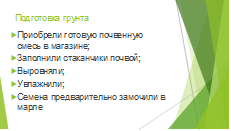 Подготовка грунта
Приобрели готовую почвенную
смесь в магазине;
Заполнили стаканчики почвой;
Выровняли;
Увлажнили;
Семена предварительно замочили в
марле